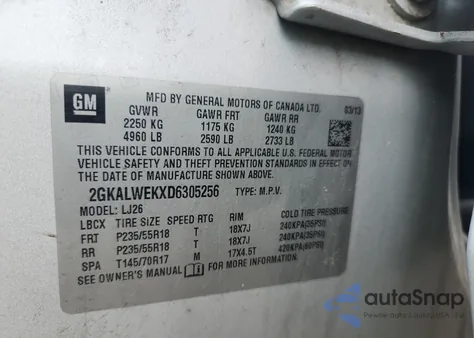 GM
MFD BY GENERAL MOTORS OF CANADA LTD. 03/13
GVWR GAWR FRT GAWR RR
2250 KG 1175 KG 1240 KG
4960 LB 2590 LB 2733 LB
THIS VEHICLE CONFORMS TO ALL APPLICABLE U.S. FEDERAL MOTOR
VEHICLE SAFETY AND THEFT PREVENTION STANDARDS IN EFFECT ON
THE DATE OF MANUFACTURE SHOWN ABOVE.
2GKALWEKXD6305256 TYPE: M.P.V.
MODEL: LJ26
LBCX TIRE SIZE SPEED RTG RIM COLD TIRE PRESSURE
FRT P235/55R18 T 18X7J 240KPA(35PSI)
RR P235/55R18 T 18X7J 240KPA(35PSI)
SPA T145/70R17 T 17X4.5T 420KPA(60PSI)
SEE OWNER'S MANUAL FOR MORE INFORMATION
autoSnap